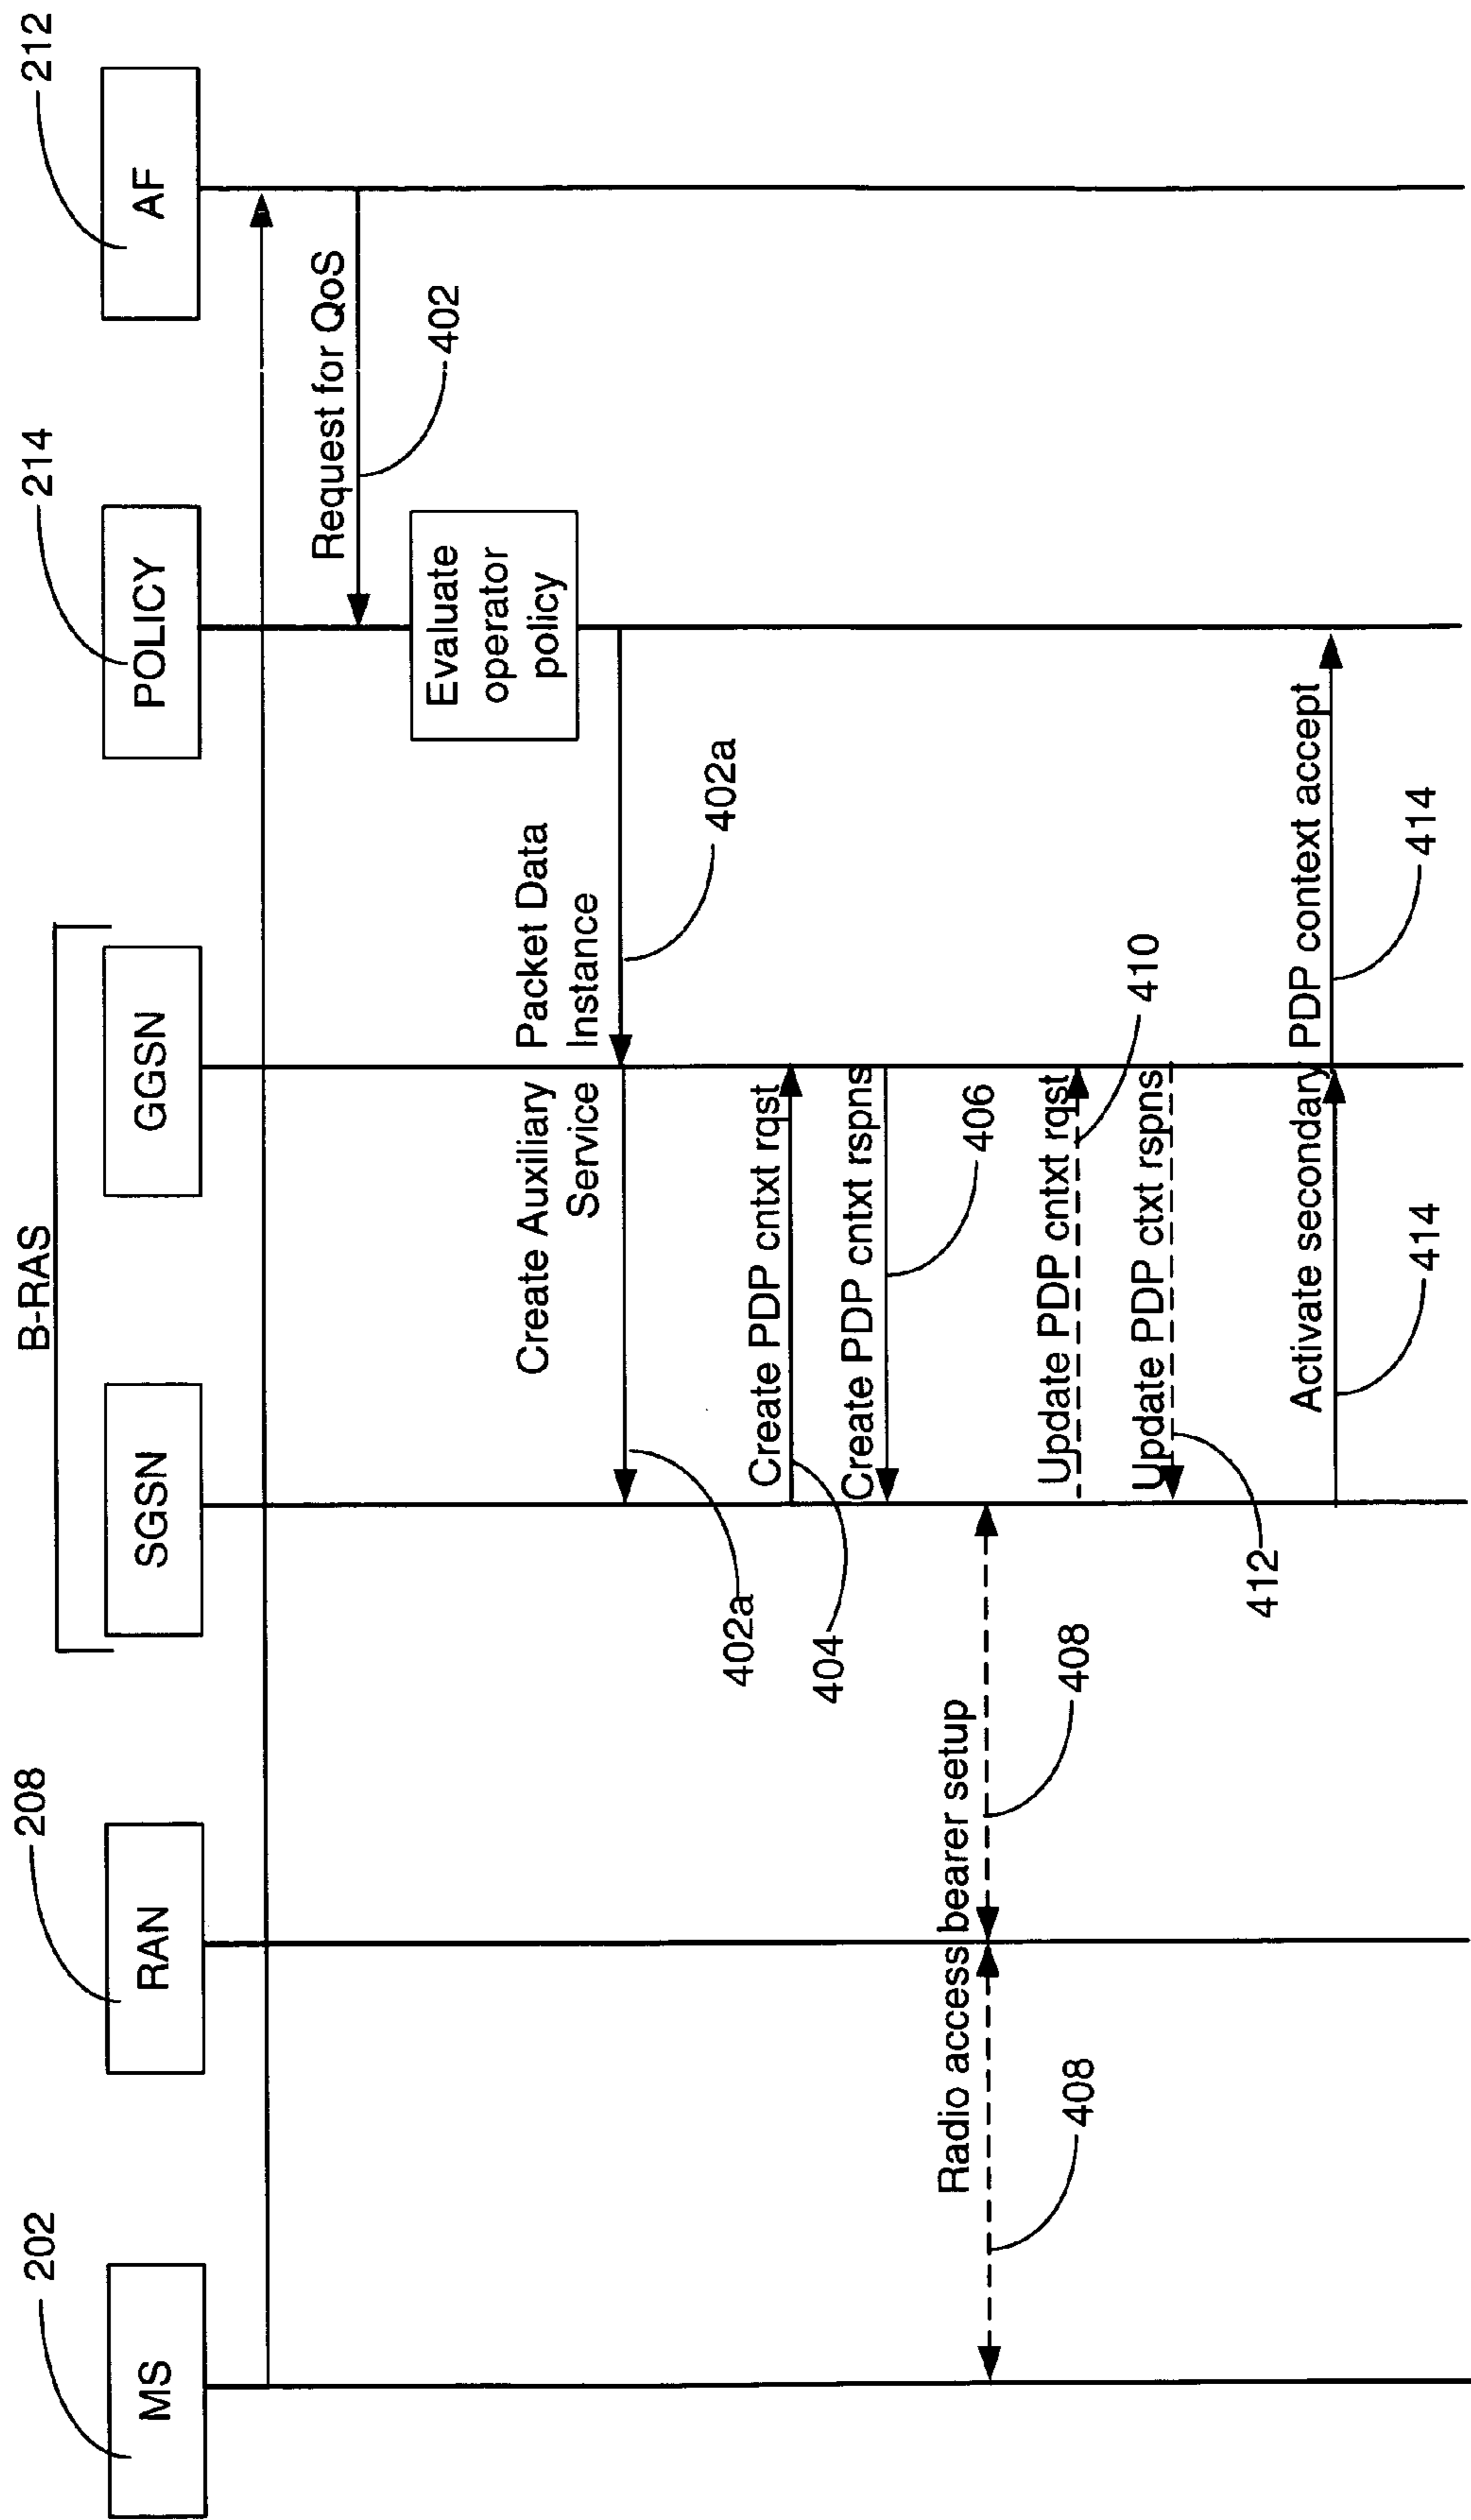 B-RAS
202
208
214
212
MS
RAN
SGSN
GGSN
POLICY
AF
Request for QoS
402
Evaluate
operator
policy
Create Auxiliary Packet Data
Service Instance
402a
402a
Create PDP cntxt rqst
404
Create PDP cntxt rspns
406
Radio access bearer setup
408
408
Update PDP cntxt rqst
410
Update PDP ctxt rspns
412
Activate secondary PDP context accept
414
414